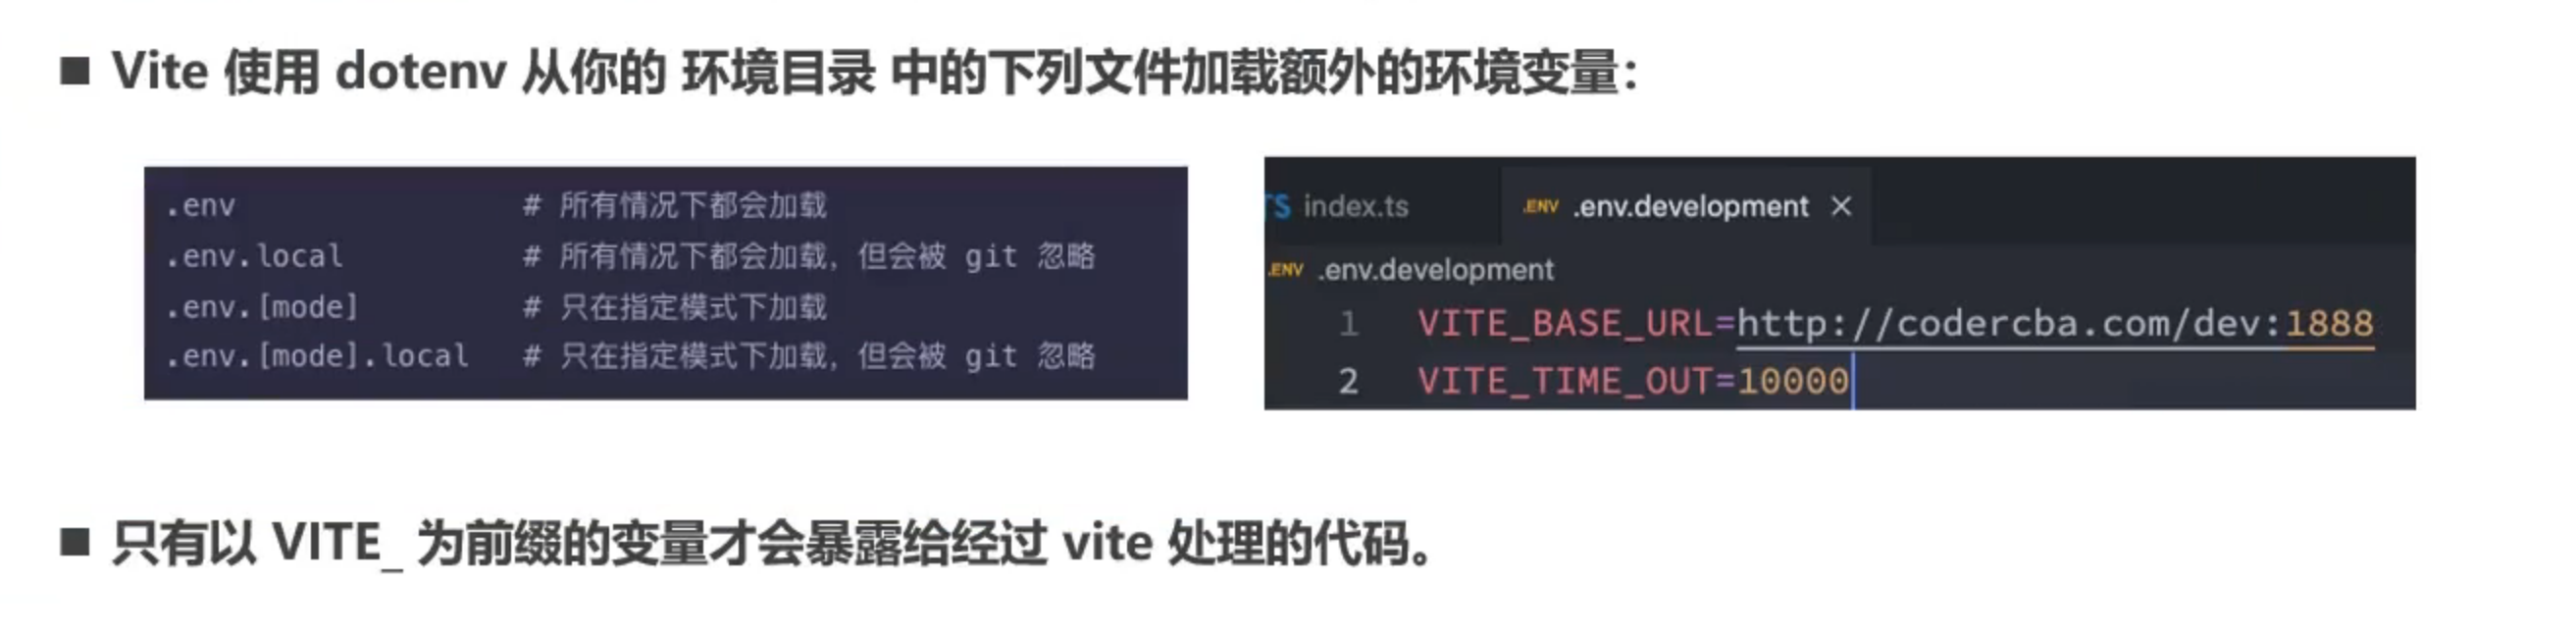 ■ Vite 使用 dotenv 从你的 环境目录 中的下列文件加载额外的环境变量：
.env # 所有情况下都会加载
.env.local # 所有情况下都会加载，但会被 git 忽略
.env.[mode] # 只在指定模式下加载
.env.[mode].local # 只在指定模式下加载，但会被 git 忽略
TS index.ts .ENV .env.development ×
.ENV .env.development
1 VITE_BASE_URL=http://codercba.com/dev:1888
2 VITE_TIME_OUT=10000
■ 只有以 VITE_ 为前缀的变量才会暴露给经过 vite 处理的代码。